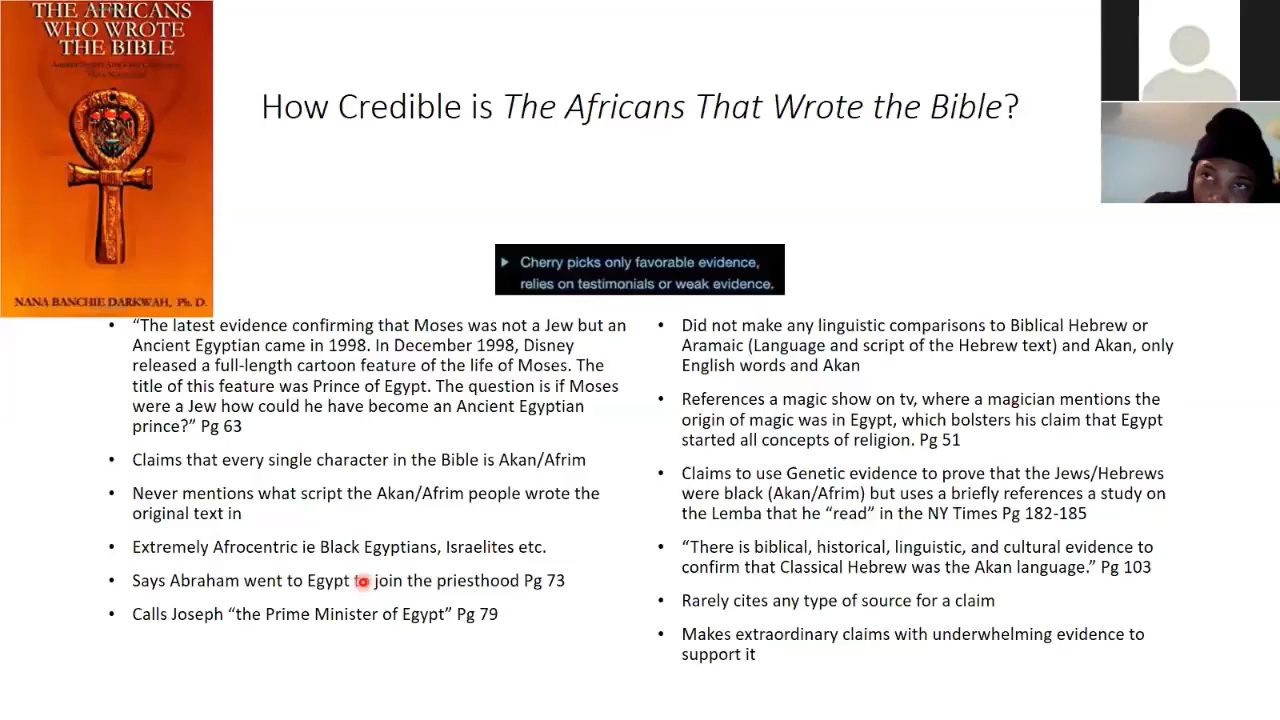 THE AFRICANS
WHO WROTE
THE BIBLE
NANA BANCHIE DARKWAH, Ph. D.
How Credible is The Africans That Wrote the Bible?
Cherry picks only favorable evidence,
relies on testimonials or weak evidence.
• “The latest evidence confirming that Moses was not a Jew but an
Ancient Egyptian came in 1998. In December 1998, Disney
released a full-length cartoon feature of the life of Moses. The
title of this feature was Prince of Egypt. The question is if Moses
were a Jew how could he have become an Ancient Egyptian
prince?” Pg 63
• Claims that every single character in the Bible is Akan/Afrim
• Never mentions what script the Akan/Afrim people wrote the
original text in
• Extremely Afrocentric ie Black Egyptians, Israelites etc.
• Says Abraham went to Egypt to join the priesthood Pg 73
• Calls Joseph “the Prime Minister of Egypt” Pg 79
• Did not make any linguistic comparisons to Biblical Hebrew or
Aramaic (Language and script of the Hebrew text) and Akan, only
English words and Akan
• References a magic show on tv, where a magician mentions the
origin of magic was in Egypt, which bolsters his claim that Egypt
started all concepts of religion. Pg 51
• Claims to use Genetic evidence to prove that the Jews/Hebrews
were black (Akan/Afrim) but uses a briefly references a study on
the Lemba that he “read” in the NY Times Pg 182-185
• “There is biblical, historical, linguistic, and cultural evidence to
confirm that Classical Hebrew was the Akan language.” Pg 103
• Rarely cites any type of source for a claim
• Makes extraordinary claims with underwhelming evidence to
support it